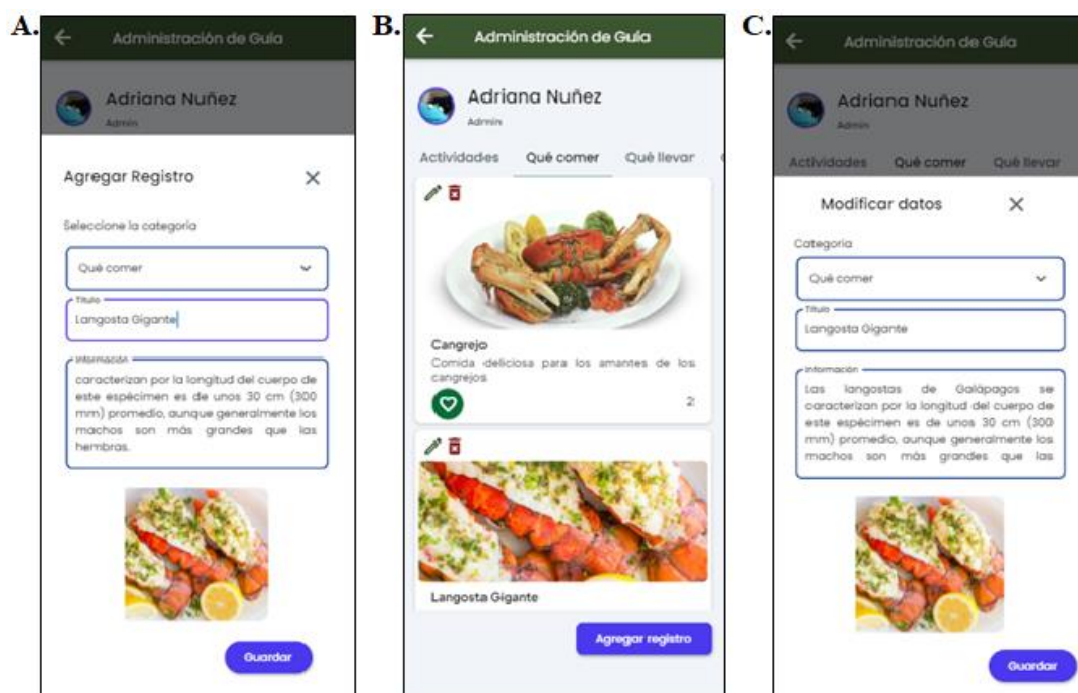 A.
Administración de Guía
Adriana Nuñez
Admin
Agregar Registro
Seleccione la categoría
Qué comer
Título
Langosta Gigante
Información
caracterizan por la longitud del cuerpo de
este espécimen es de unos 30 cm (300
mm) promedio, aunque generalmente los
machos son más grandes que las
hembras.
Guardar
B.
Administración de Guía
Adriana Nuñez
Admin
Actividades Qué comer Qué llevar
Cangrejo
Comida deliciosa para los amantes de los
cangrejos
2
Langosta Gigante
Agregar registro
C.
Administración de Guía
Adriana Nuñez
Admin
Actividades Qué comer Qué llevar
Modificar datos
Categoría
Qué comer
Título
Langosta Gigante
Información
Las langostas de Galápagos se
caracterizan por la longitud del cuerpo de
este espécimen es de unos 30 cm (300
mm) promedio, aunque generalmente los
machos son más grandes que las
Guardar